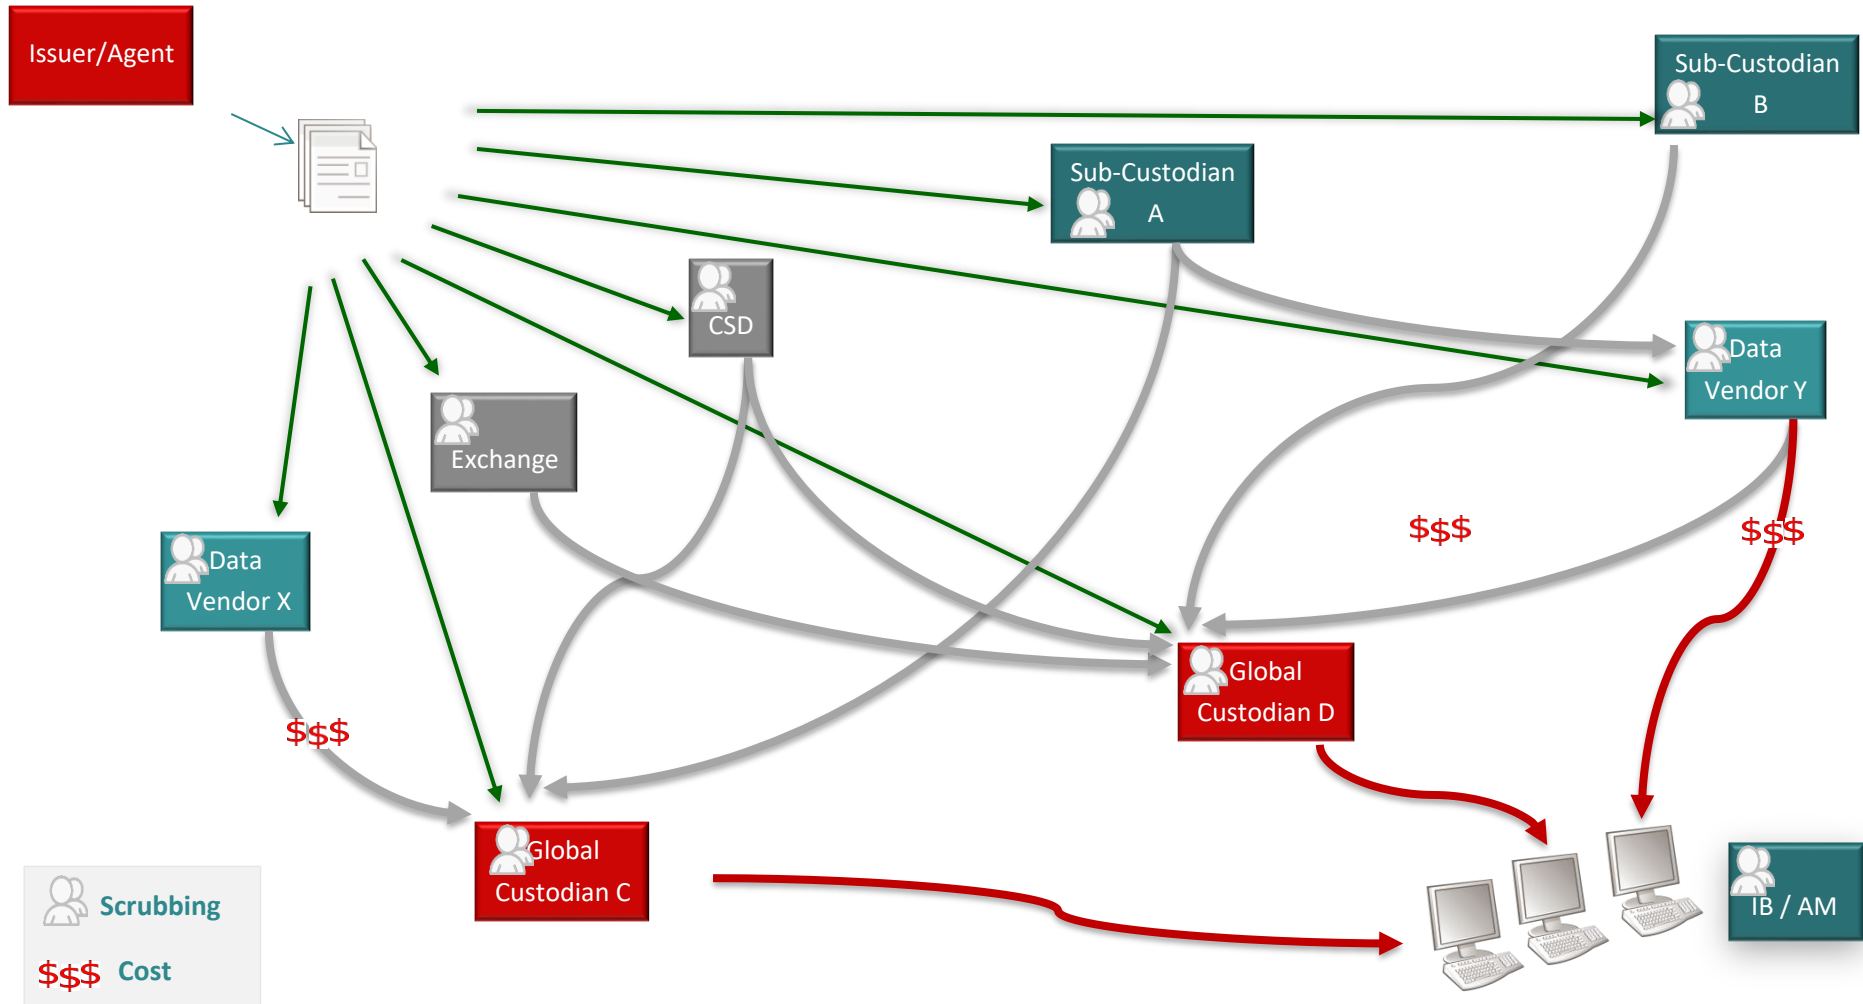 Issuer/Agent
Sub-Custodian
B
Sub-Custodian
A
CSD
Data
Vendor Y
Exchange
$$$
$$$
Data
Vendor X
Global
Custodian D
$$$
Global
Custodian C
IB / AM
Scrubbing
$$$ Cost